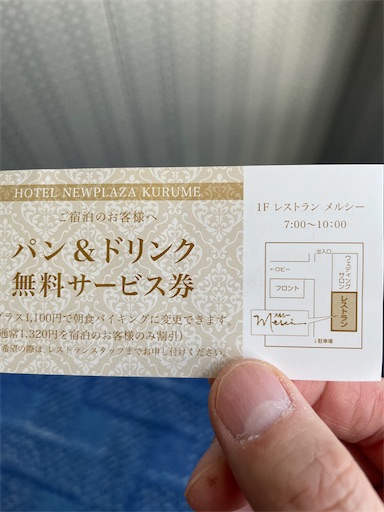 HOTEL NEWPLAZA KURUME
ご宿泊のお客様へ
パン&ドリンク
無料サービス券
プラス1,100円で朝食バイキングに変更できます。
(通常1,320円を宿泊のお客様のみ割引)
希望の際は、レストランスタッフまでお申し付けください。
1F レストラン メルシー
7:00〜10:00
出入口
←ロビー
ウェディングサロン
フロント
レストラン
メルシー
Merci
↓駐車場